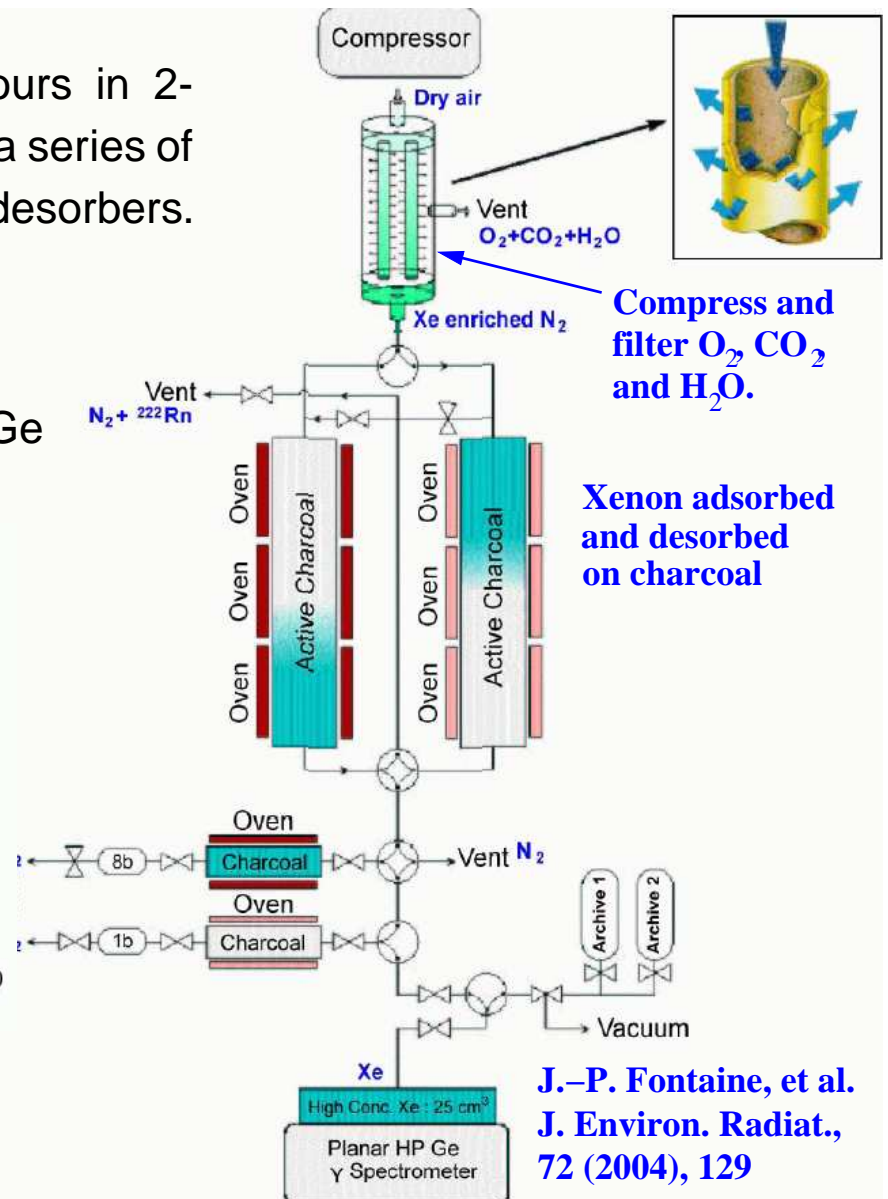 Compressor
ours in 2-
a series of
desorbers.
Dry air
Vent
O₂+CO₂+H₂O
Xe enriched N₂
Compress and
filter O₂, CO₂
and H₂O.
Vent
N₂+ ²²²Rn
Ge
Oven
Oven
Oven
Active Charcoal
Oven
Oven
Oven
Active Charcoal
Xenon adsorbed
and desorbed
on charcoal
Oven
8b
Charcoal
Vent N₂
Oven
1b
Charcoal
Archive 1
Archive 2
Vacuum
Xe
High Conc. Xe : 25 cm³
Planar HP Ge
γ Spectrometer
J.–P. Fontaine, et al.
J. Environ. Radiat.,
72 (2004), 129